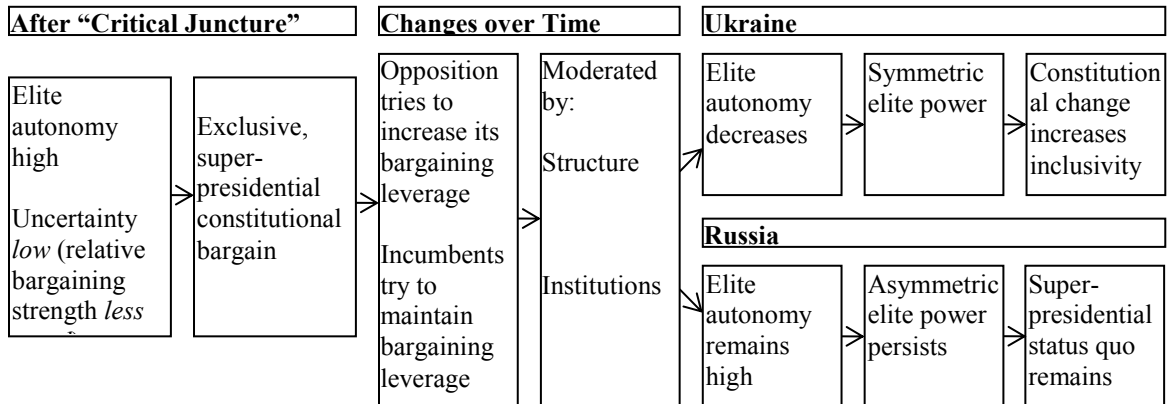 After “Critical Juncture”
Elite
autonomy
high
Uncertainty
low (relative
bargaining
strength less
Exclusive,
super-
presidential
constitutional
bargain
Changes over Time
Opposition
tries to
increase its
bargaining
leverage
Incumbents
try to
maintain
bargaining
leverage
Moderated
by:
Structure
Institutions
Ukraine
Elite
autonomy
decreases
Symmetric
elite power
Constitution
al change
increases
inclusivity
Russia
Elite
autonomy
remains
high
Asymmetric
elite power
persists
Super-
presidential
status quo
remains